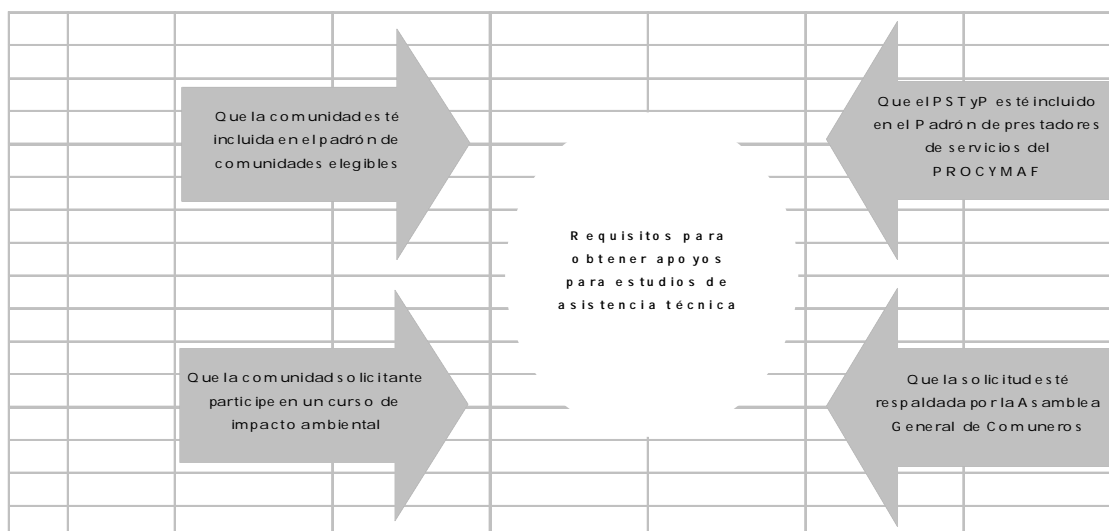 Que la comunidad esté
incluida en el padrón de
comunidades elegibles
Que el PSTyP esté incluido
en el Padrón de prestadores
de servicios del
PROCYMAF
Requisitos para
obtener apoyos
para estudios de
asistencia técnica
Que la comunidad solicitante
participe en un curso de
impacto ambiental
Que la solicitud esté
respaldada por la Asamblea
General de Comuneros